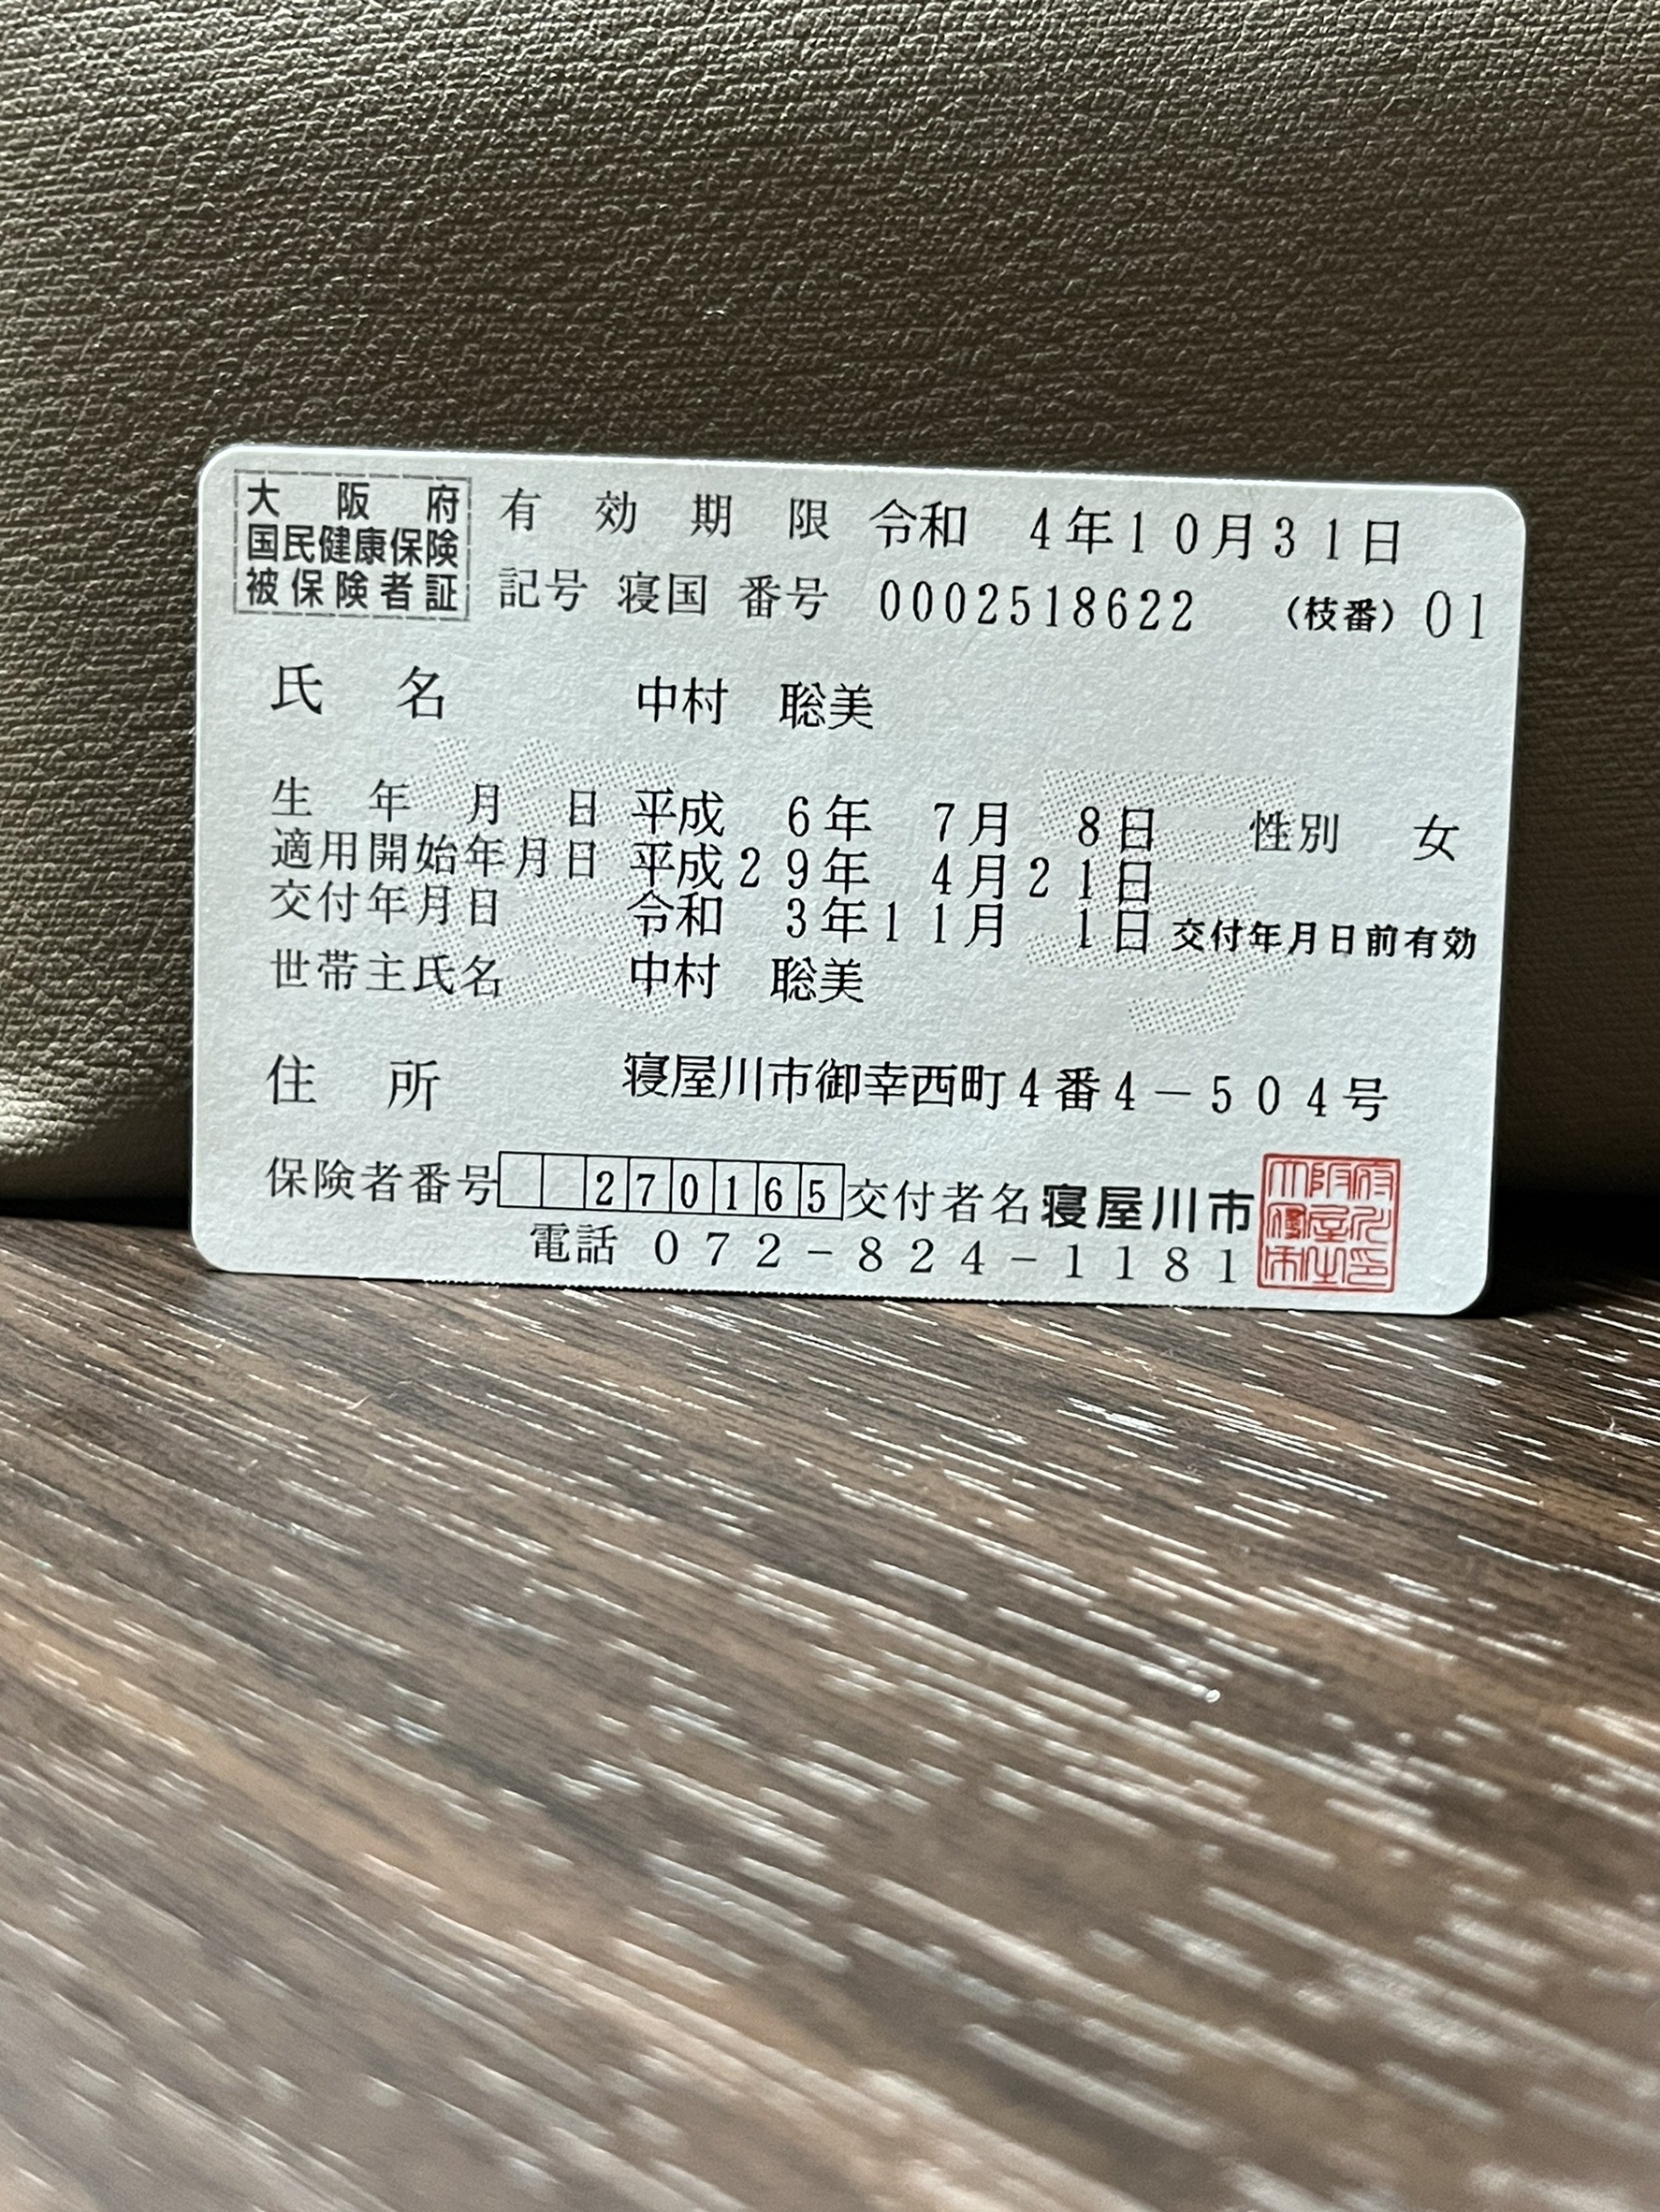 大阪府
国民健康保険
被保険者証
有効期限 令和 4年10月31日
記号 寝国 番号 0002518622 (枝番) 01
氏名 中村 聡美
生年月日 平成 6年 7月 8日 性別 女
適用開始年月日 平成29年 4月21日
交付年月日 令和 3年11月 1日 交付年月日前有効
世帯主氏名 中村 聡美
住所 寝屋川市御幸西町4番4－504号
保険者番号 270165 交付者名 寝屋川市
電話 072-824-1181